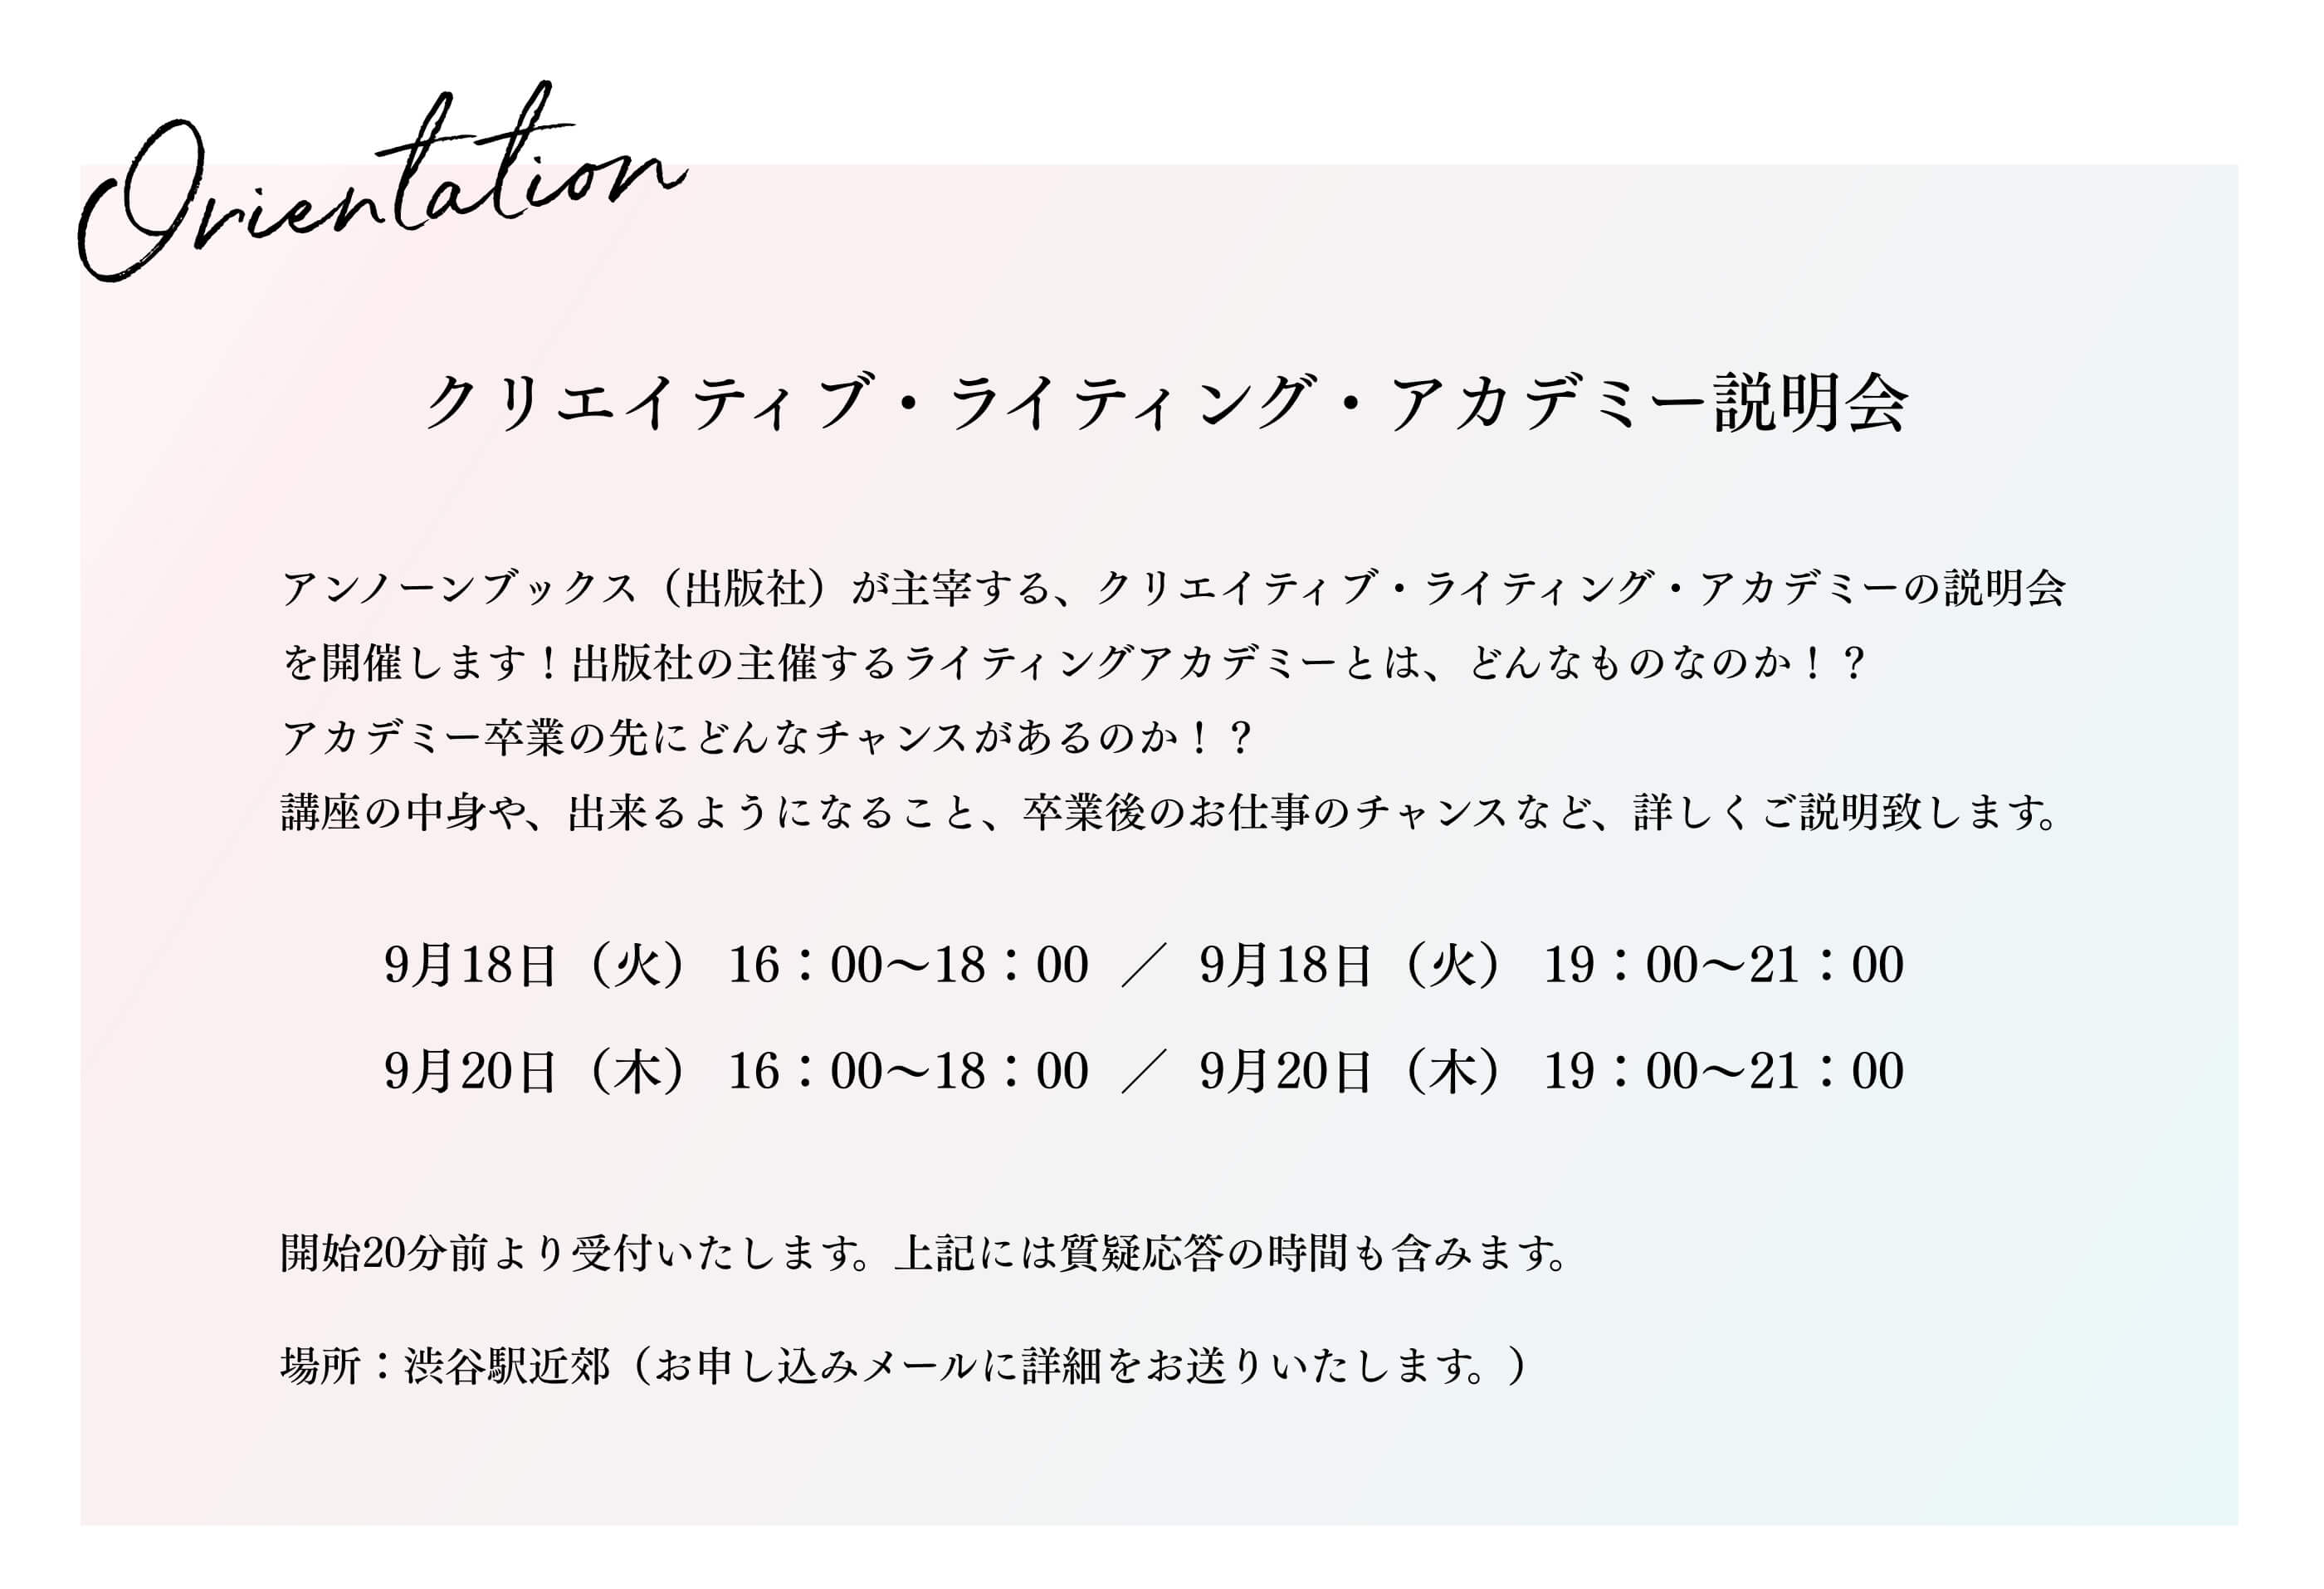 Orientation
クリエイティブ・ライティング・アカデミー説明会
アンノーンブックス（出版社）が主宰する、クリエイティブ・ライティング・アカデミーの説明会
を開催します！出版社の主催するライティングアカデミーとは、どんなものなのか！？
アカデミー卒業の先にどんなチャンスがあるのか！？
講座の中身や、出来るようになること、卒業後のお仕事のチャンスなど、詳しくご説明致します。
9月18日（火） 16：00〜18：00 ／ 9月18日（火） 19：00〜21：00
9月20日（木） 16：00〜18：00 ／ 9月20日（木） 19：00〜21：00
開始20分前より受付いたします。上記には質疑応答の時間も含みます。
場所：渋谷駅近郊（お申し込みメールに詳細をお送りいたします。）